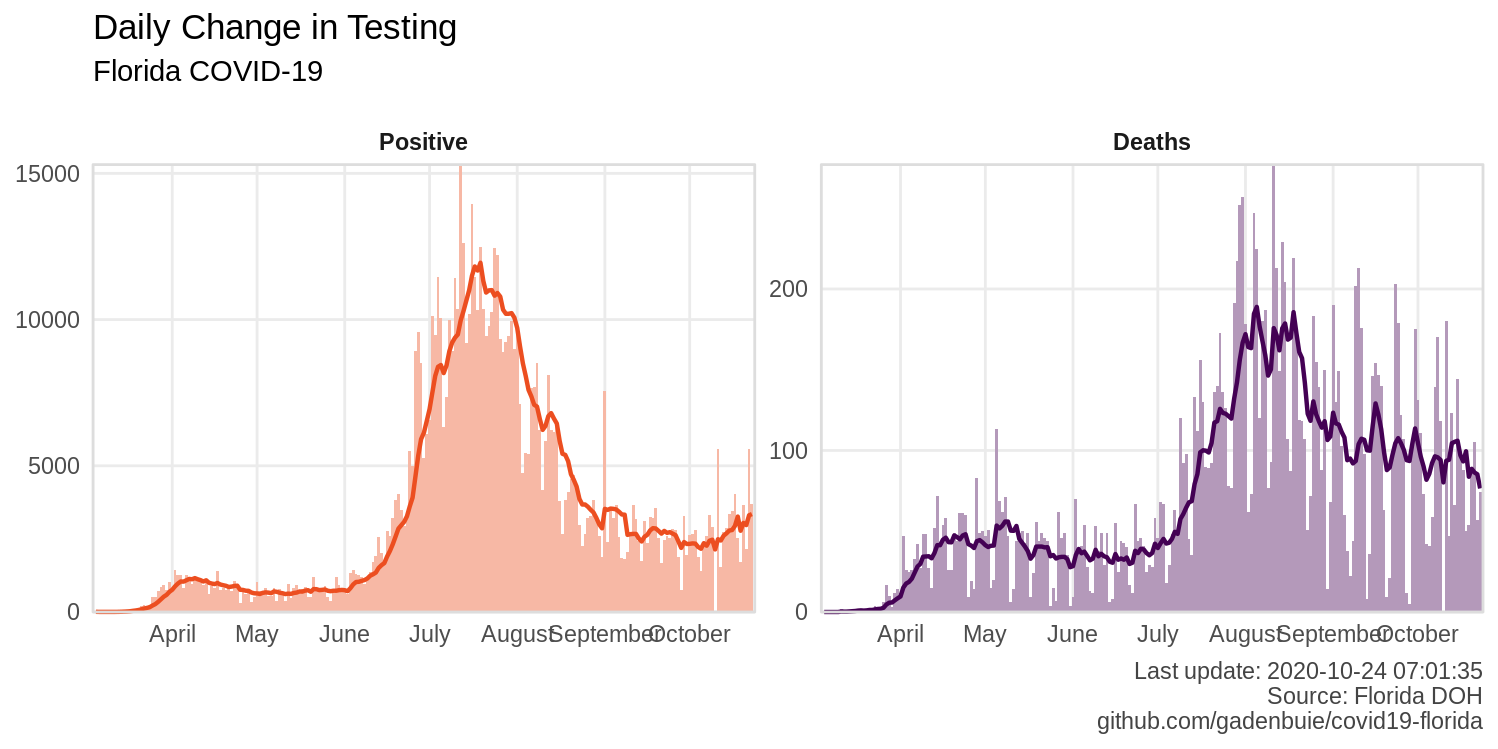 Daily Change in Testing
Florida COVID-19
Positive
15000
10000
5000
0
April May June July August September October
Deaths
200
100
0
April May June July August September October
Last update: 2020-10-24 07:01:35
Source: Florida DOH
github.com/gadenbuie/covid19-florida